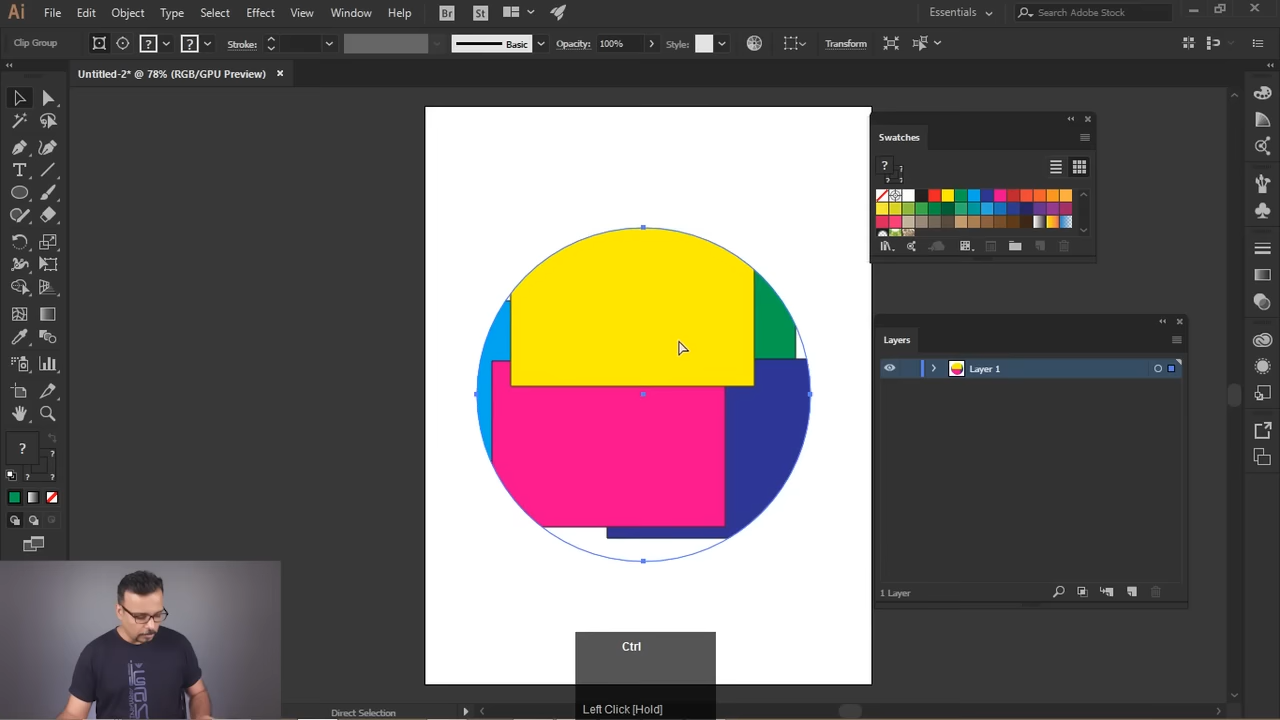 Ai File Edit Object Type Select Effect View Window Help Br St Essentials Search Adobe Stock
Clip Group ? ? Stroke: Basic Opacity: 100% Style: Transform
Untitled-2* @ 78% (RGB/GPU Preview)
Swatches
?
Layers
Layer 1
T
?
?
?
1 Layer
Ctrl
Left Click [Hold]
Direct Selection